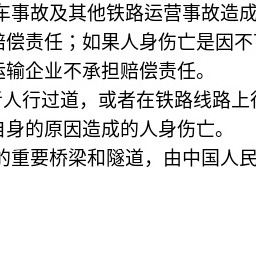 车事故及其他铁路运营事故造成
赔偿责任；如果人身伤亡是因不
运输企业不承担赔偿责任。
人行过道，或者在铁路线路上行
自身的原因造成的人身伤亡。
的重要桥梁和隧道，由中国人民